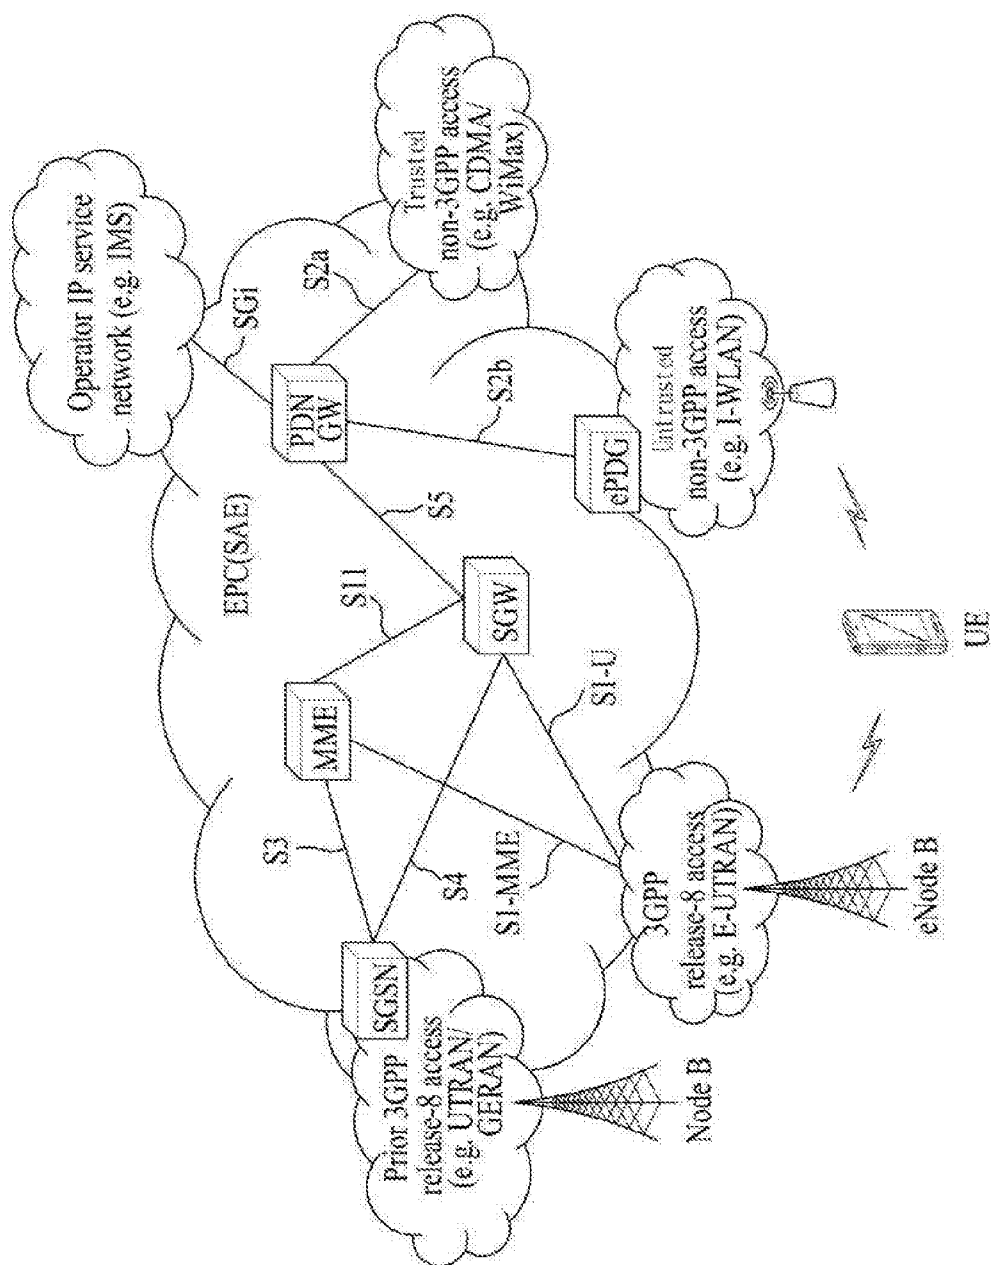 Operator IP service
network (e.g. IMS)
SGi
S2a
Trusted
non-3GPP access
(e.g. CDMA/
WiMax)
EPC(SAE)
PDN
GW
S2b
S5
S11
MME
SGW
ePDG
Untrusted
non-3GPP access
(e.g. I-WLAN)
S3
S4
S1-MME
S1-U
SGSN
Prior 3GPP
release-8 access
(e.g. UTRAN/
GERAN)
3GPP
release-8 access
(e.g. E-UTRAN)
Node B
eNode B
UE